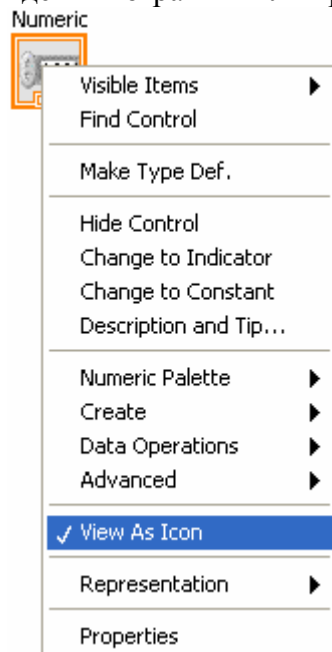 Numeric
Visible Items
Find Control
Make Type Def.
Hide Control
Change to Indicator
Change to Constant
Description and Tip...
Numeric Palette
Create
Data Operations
Advanced
View As Icon
Representation
Properties